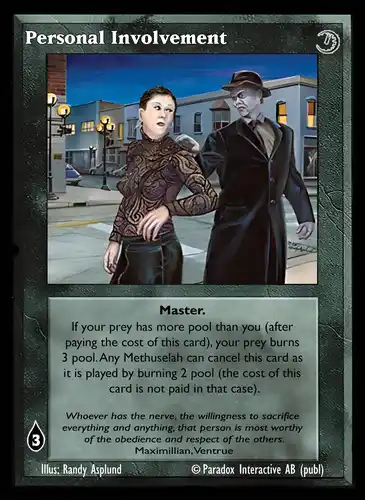 Personal Involvement
Master.
If your prey has more pool than you (after
paying the cost of this card), your prey burns
3 pool. Any Methuselah can cancel this card as
it is played by burning 2 pool (the cost of this
card is not paid in that case).
Whoever has the nerve, the willingness to sacrifice
everything and anything, that person is most worthy
of the obedience and respect of the others.
Maximillian, Ventrue
3
Illus; Randy Asplund
© Paradox Interactive AB (publ)